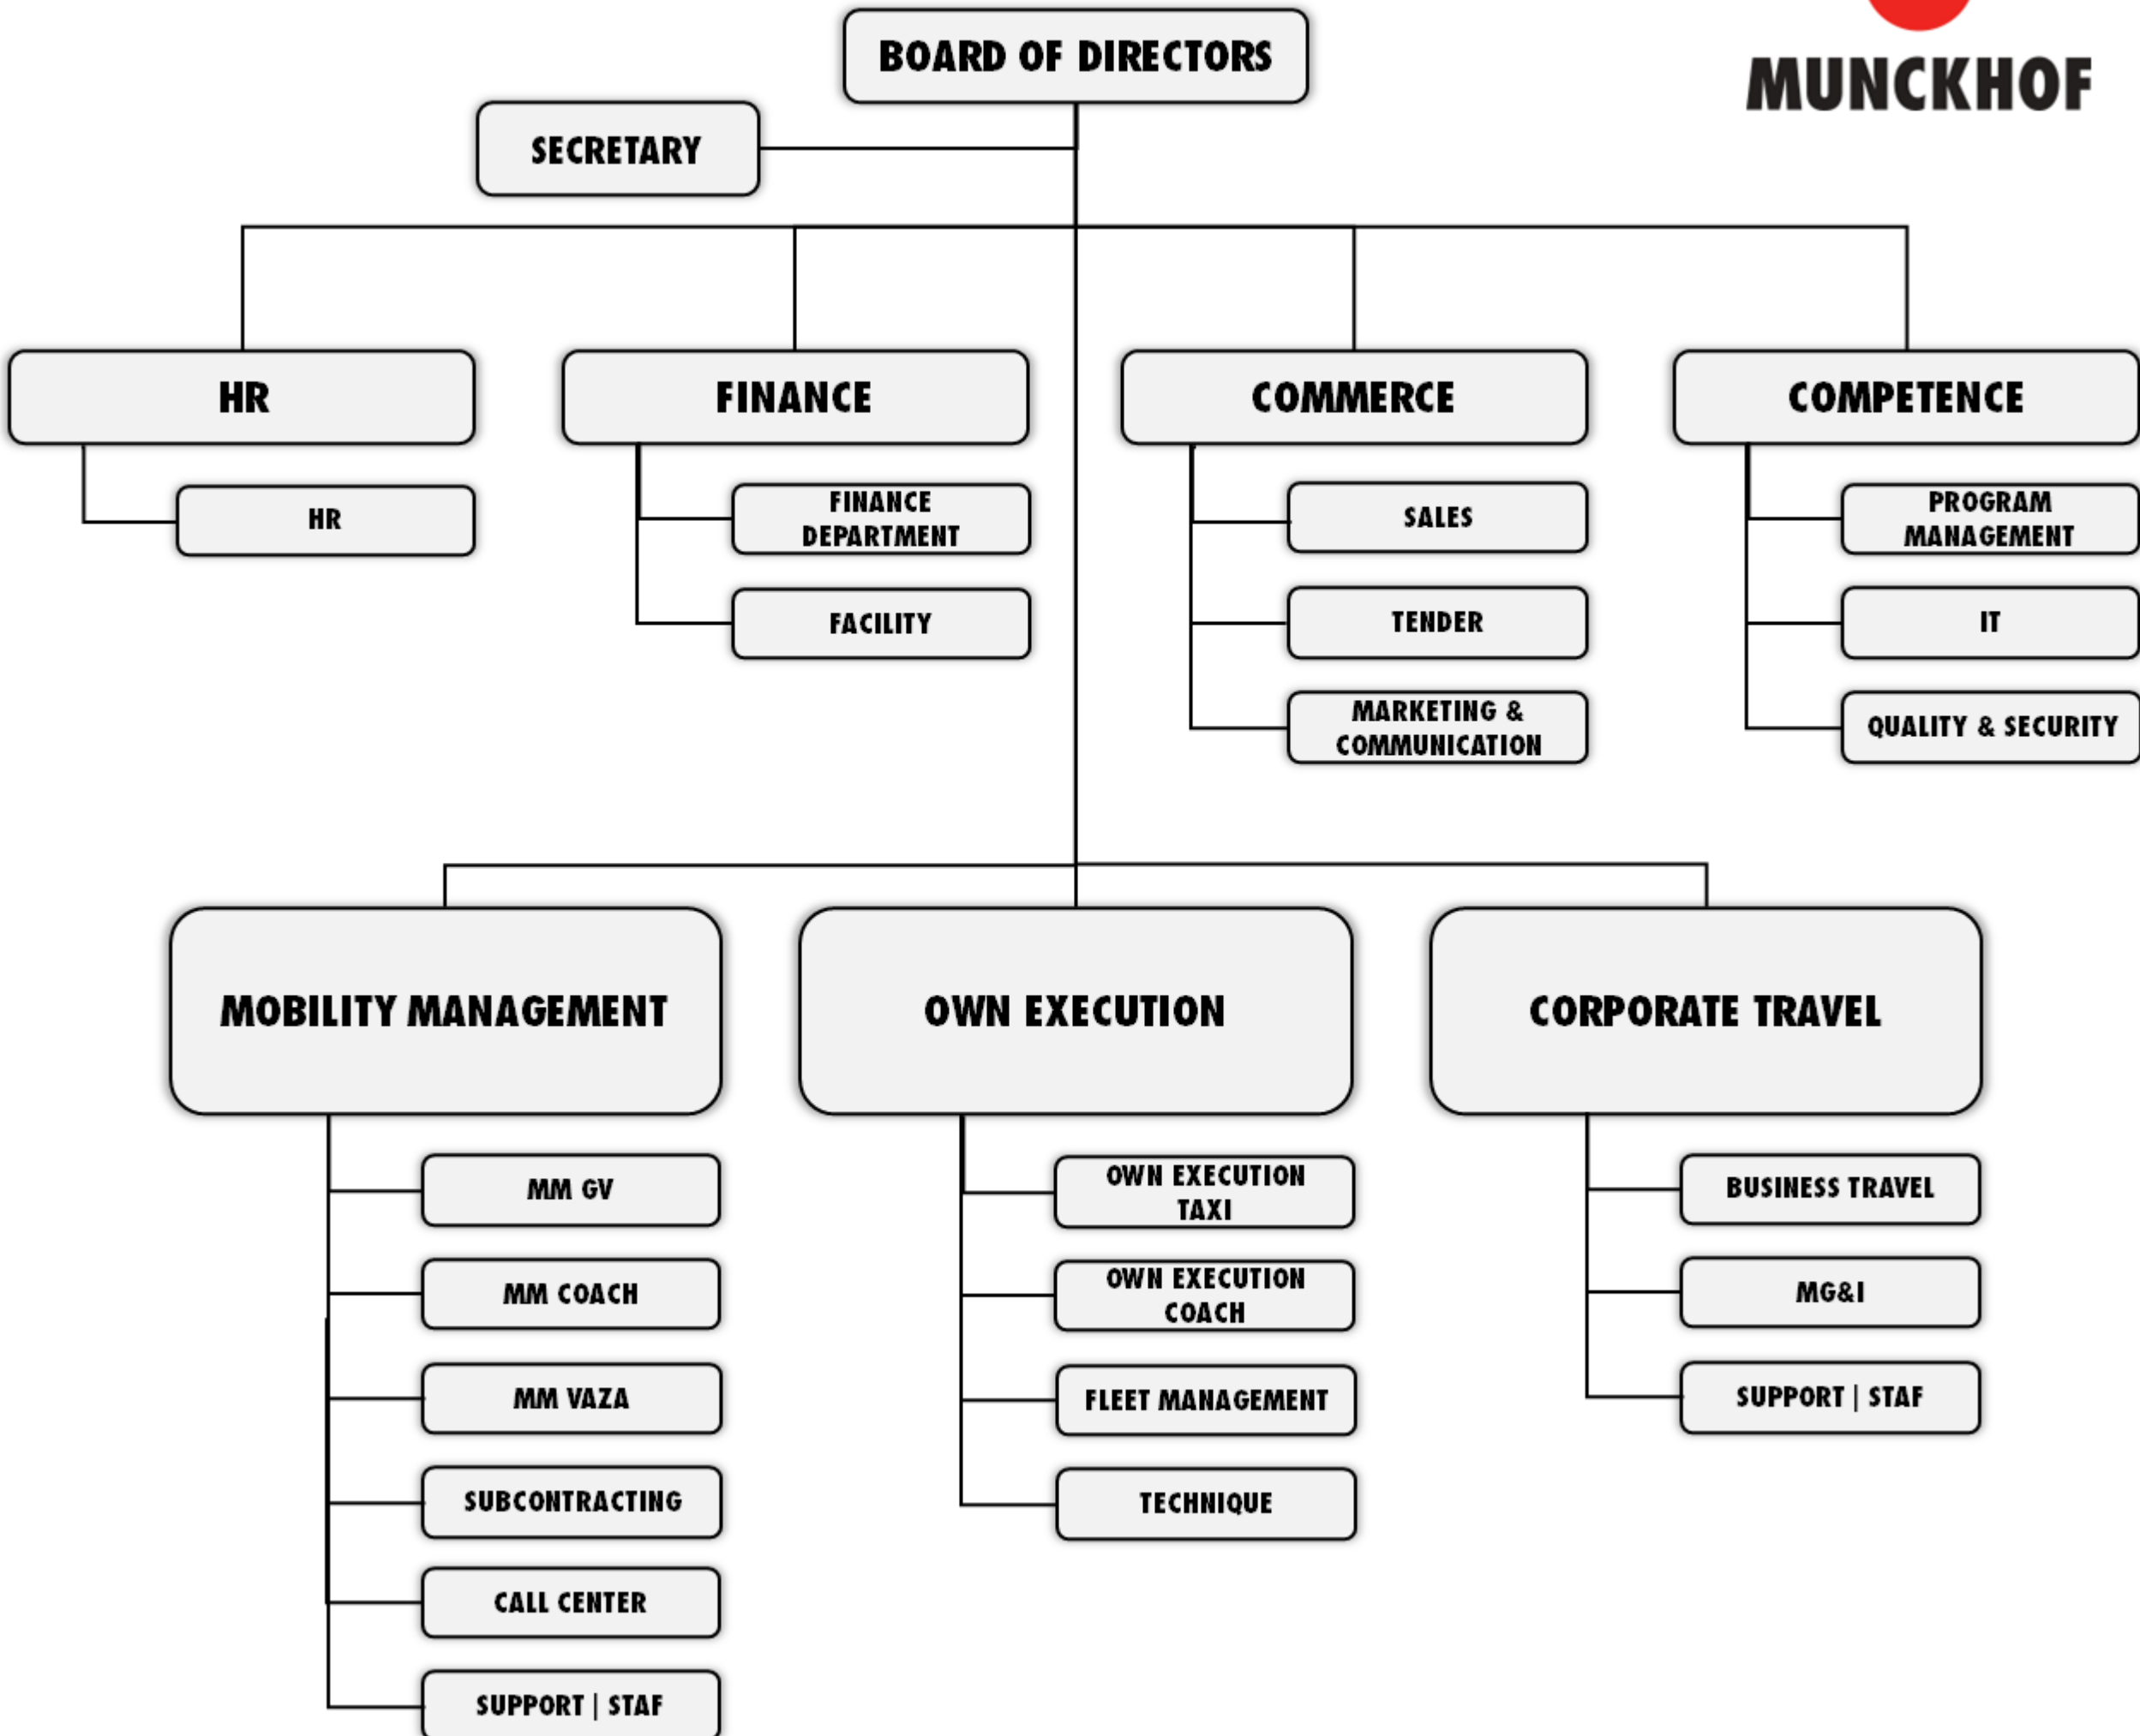 BOARD OF DIRECTORS
MUNCKHOF
SECRETARY
HR
FINANCE
COMMERCE
COMPETENCE
HR
FINANCE
DEPARTMENT
FACILITY
SALES
TENDER
MARKETING &
COMMUNICATION
PROGRAM
MANAGEMENT
IT
QUALITY & SECURITY
MOBILITY MANAGEMENT
OWN EXECUTION
CORPORATE TRAVEL
MM GV
MM COACH
MM VAZA
SUBCONTRACTING
CALL CENTER
SUPPORT | STAF
OWN EXECUTION
TAXI
OWN EXECUTION
COACH
FLEET MANAGEMENT
TECHNIQUE
BUSINESS TRAVEL
MG&I
SUPPORT | STAF